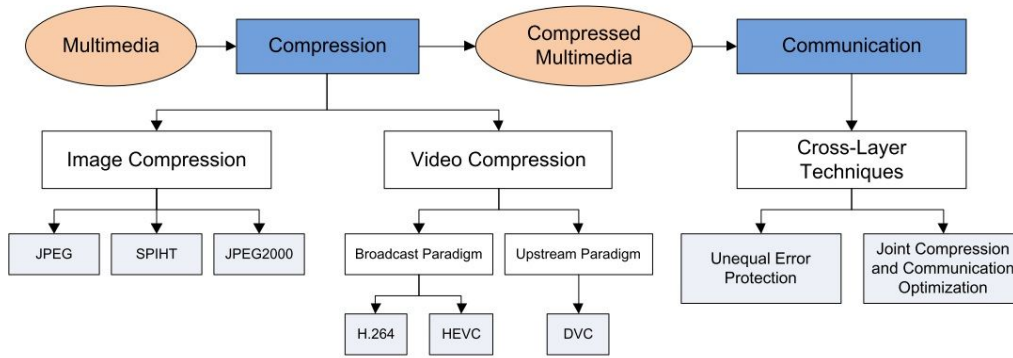 Multimedia
Compression
Compressed
Multimedia
Communication
Image Compression
Video Compression
Cross-Layer
Techniques
JPEG
SPIHT
JPEG2000
Broadcast Paradigm
Upstream Paradigm
Unequal Error
Protection
Joint Compression
and Communication
Optimization
H.264
HEVC
DVC